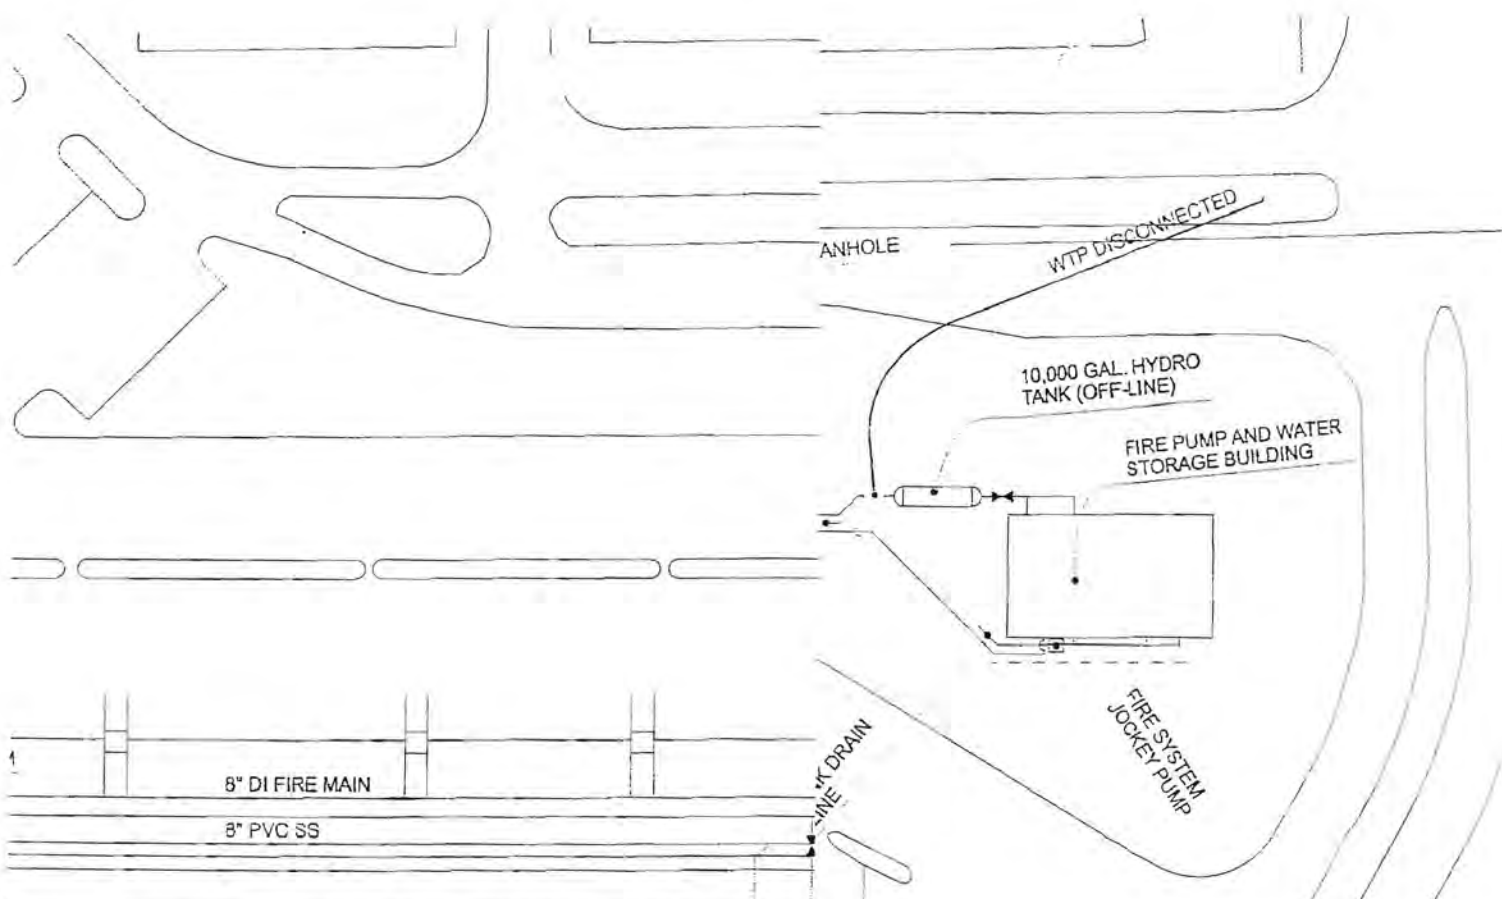 WTP DISCONNECTED
ANHOLE
10,000 GAL. HYDRO
TANK (OFF-LINE)
FIRE PUMP AND WATER
STORAGE BUILDING
FIRE SYSTEM
JOCKEY PUMP
K DRAIN
INE
8" DI FIRE MAIN
8" PVC SS